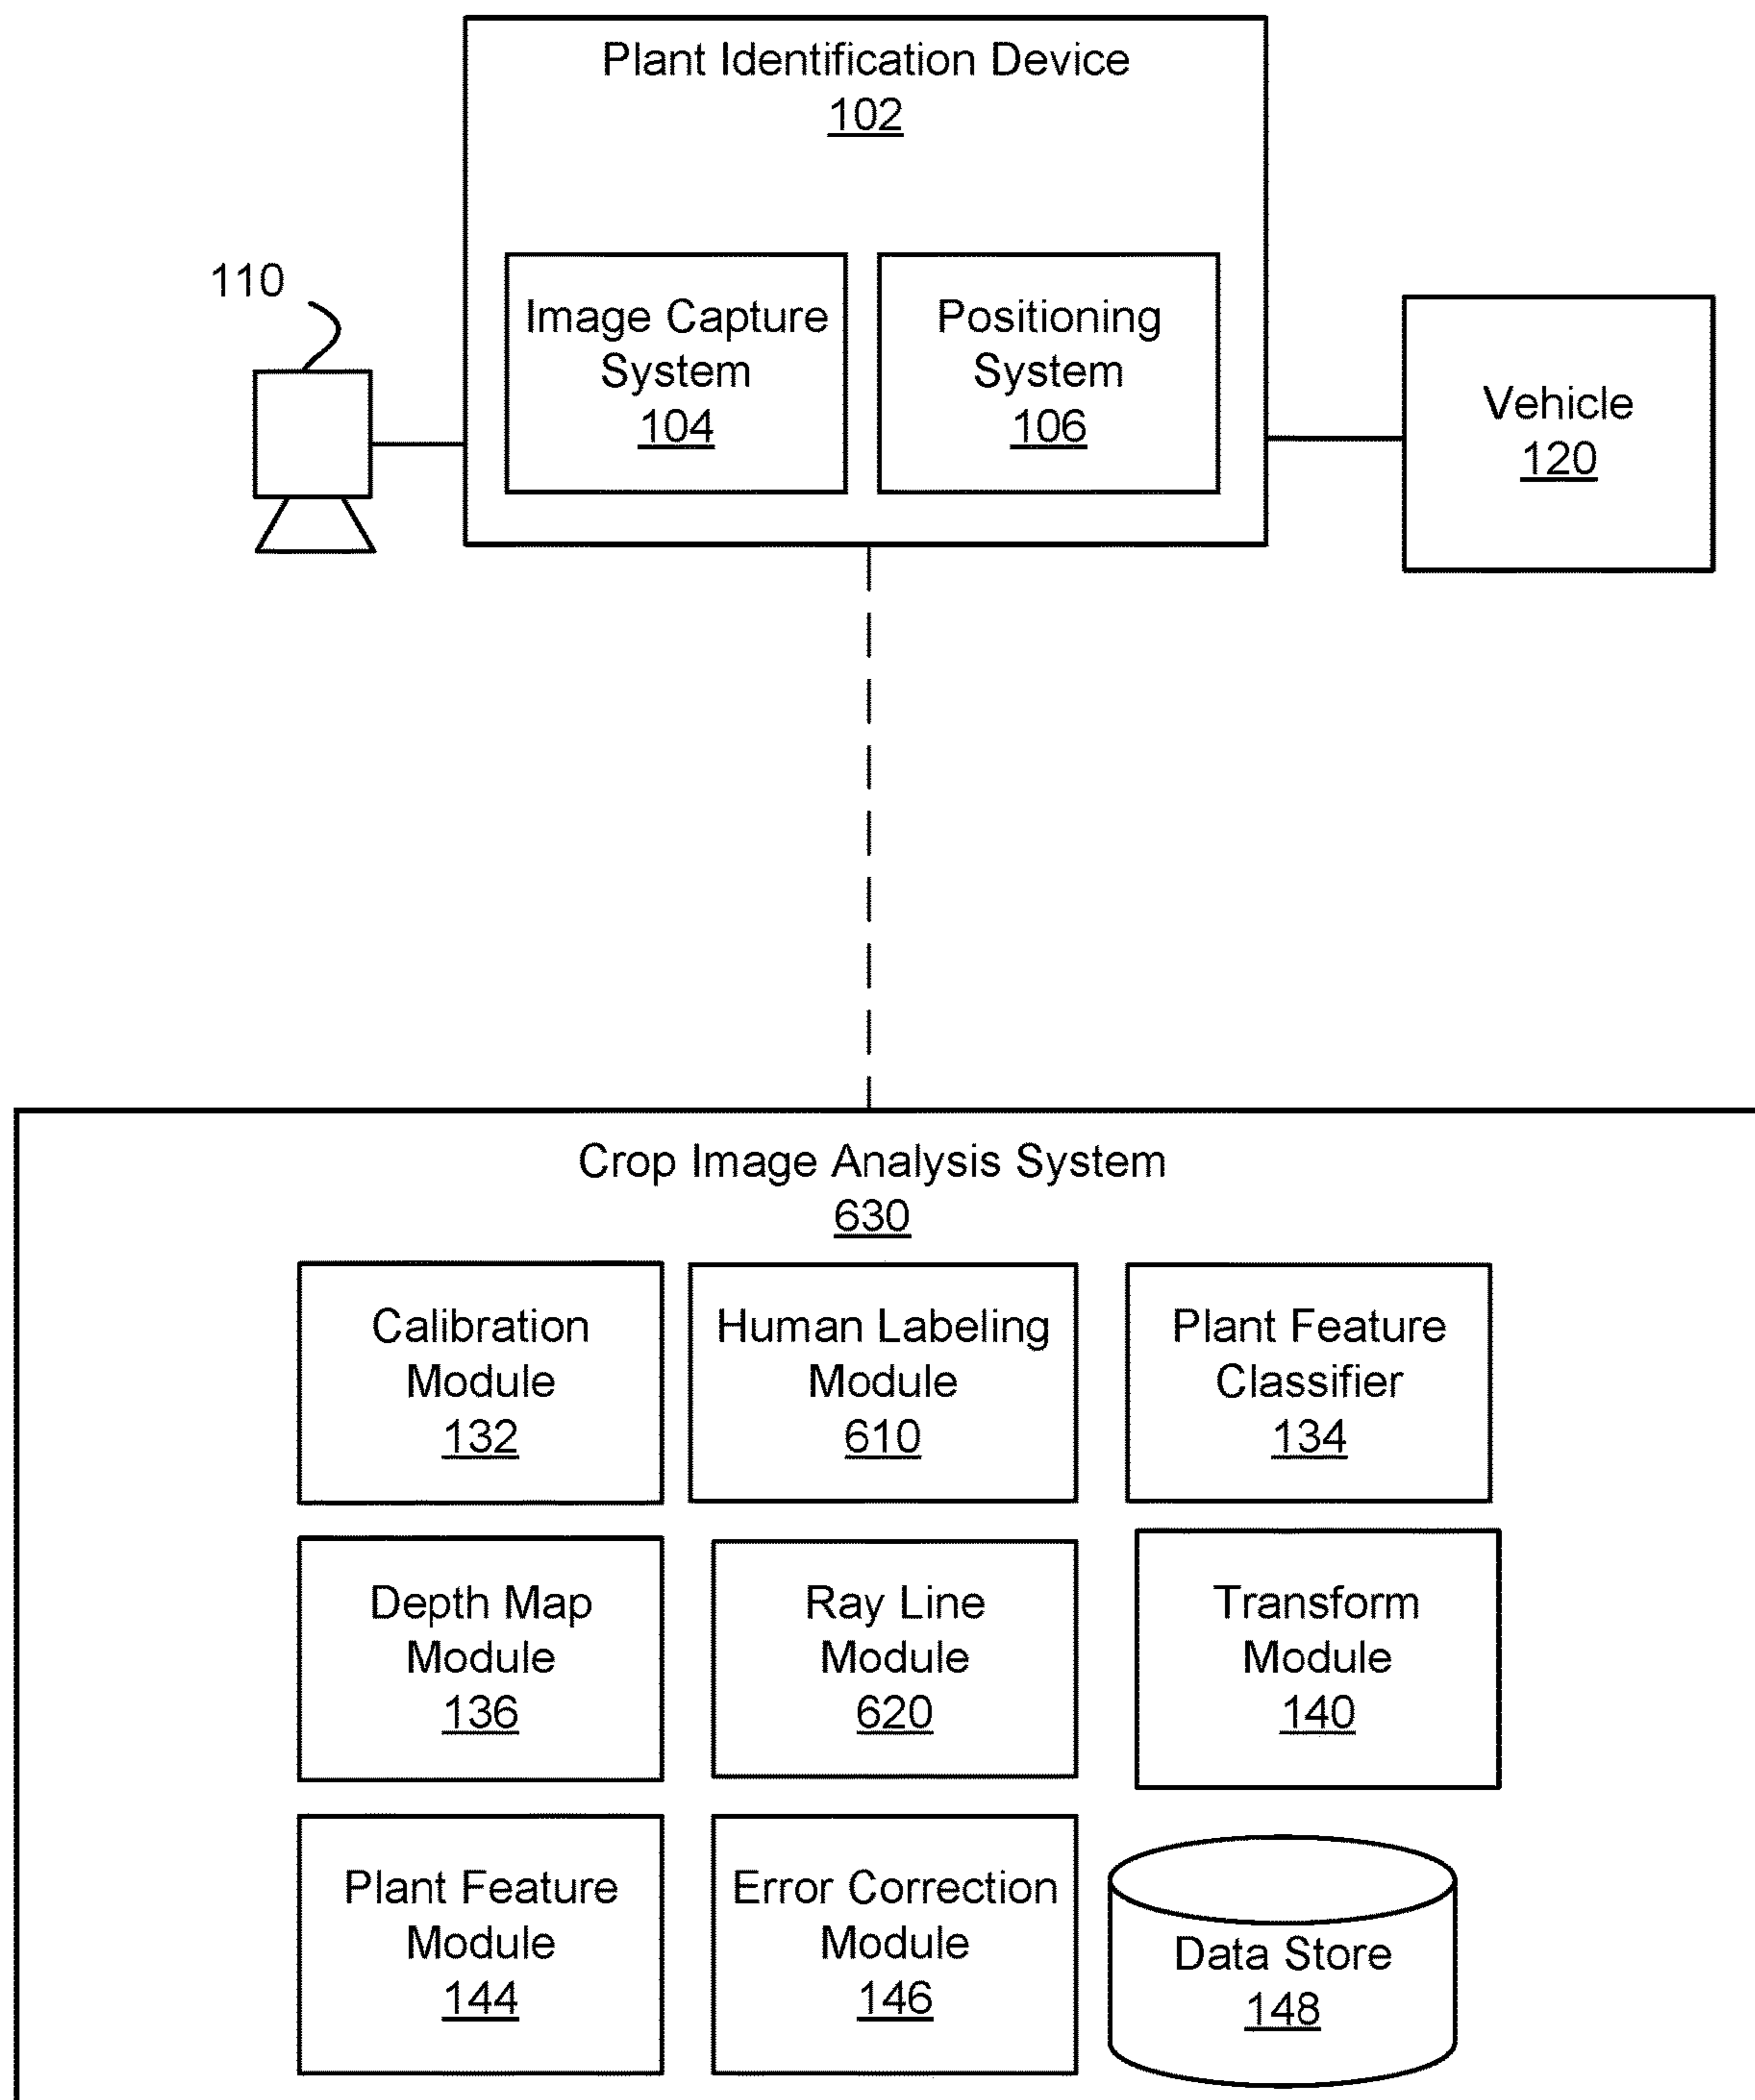 Plant Identification Device
102
110
Image Capture
System
104
Positioning
System
106
Vehicle
120
Crop Image Analysis System
630
Calibration
Module
132
Human Labeling
Module
610
Plant Feature
Classifier
134
Depth Map
Module
136
Ray Line
Module
620
Transform
Module
140
Plant Feature
Module
144
Error Correction
Module
146
Data Store
148